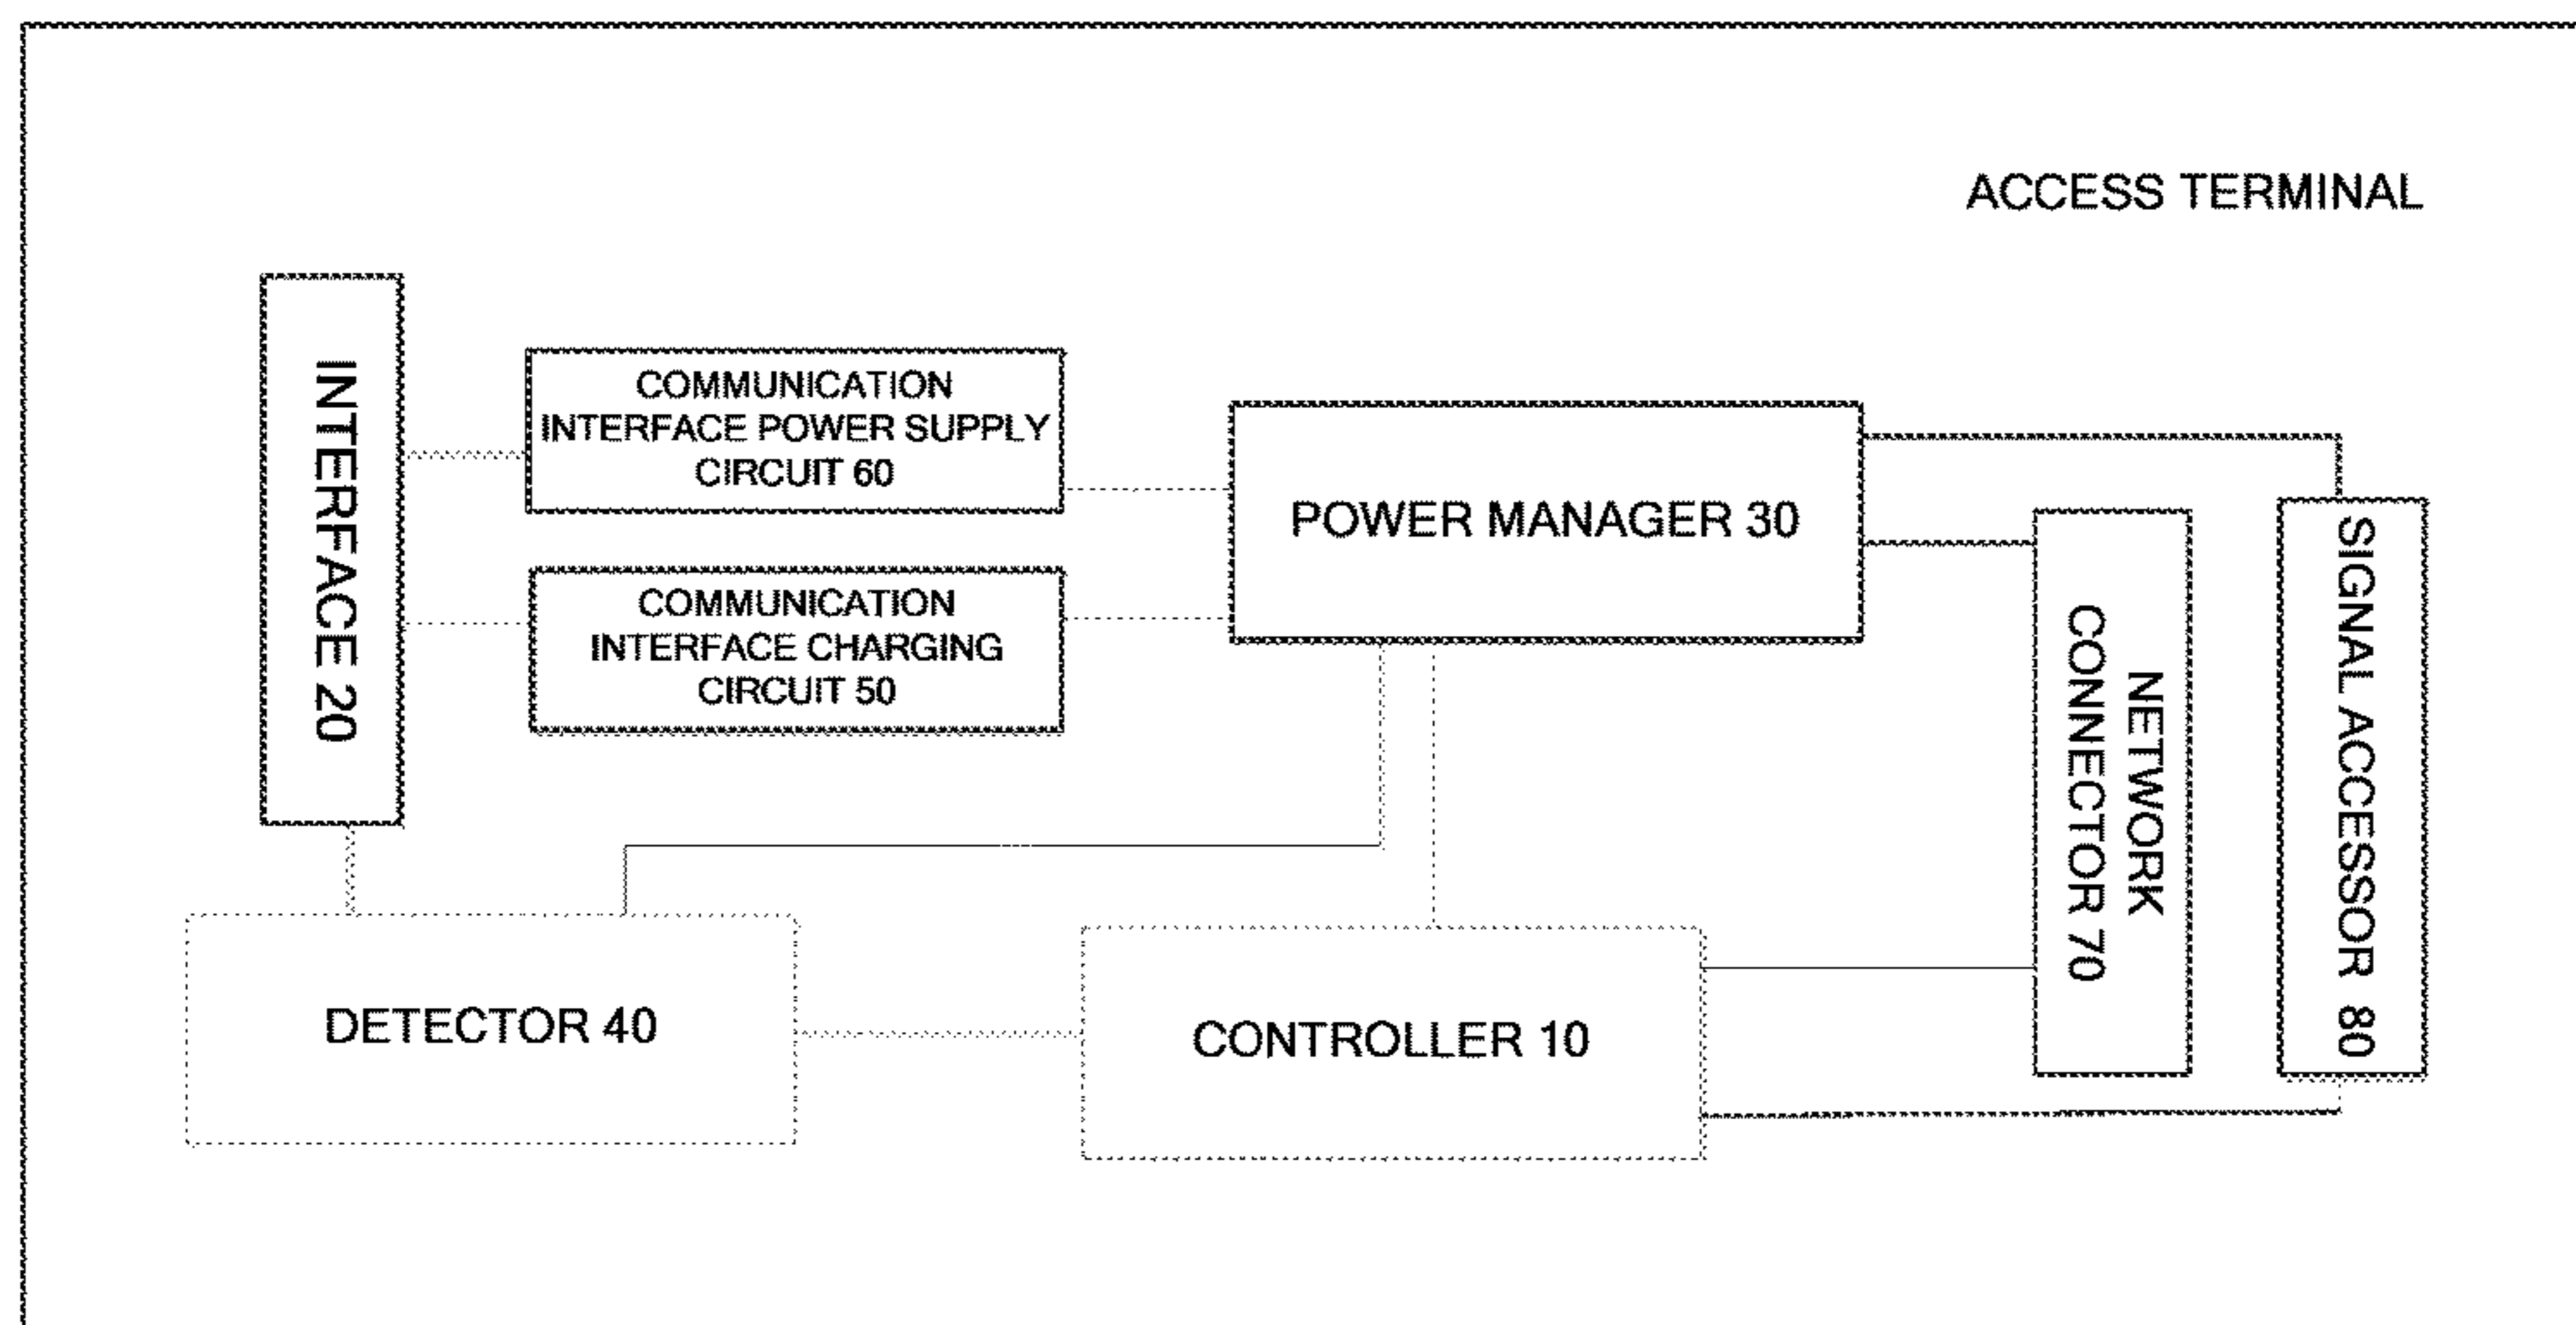 ACCESS TERMINAL
INTERFACE 20
COMMUNICATION
INTERFACE POWER SUPPLY
CIRCUIT 60
COMMUNICATION
INTERFACE CHARGING
CIRCUIT 50
POWER MANAGER 30
NETWORK
CONNECTOR 70
SIGNAL ACCESSOR 80
DETECTOR 40
CONTROLLER 10